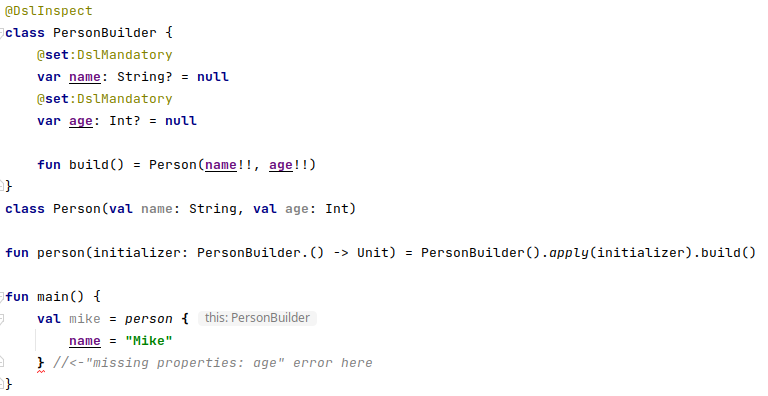 @DslInspect
class PersonBuilder {
    @set:DslMandatory
    var name: String? = null
    @set:DslMandatory
    var age: Int? = null

    fun build() = Person(name!!, age!!)
}
class Person(val name: String, val age: Int)

fun person(initializer: PersonBuilder.() -> Unit) = PersonBuilder().apply(initializer).build()

fun main() {
    val mike = person { this: PersonBuilder
        name = "Mike"
    } //<-"missing properties: age" error here
}